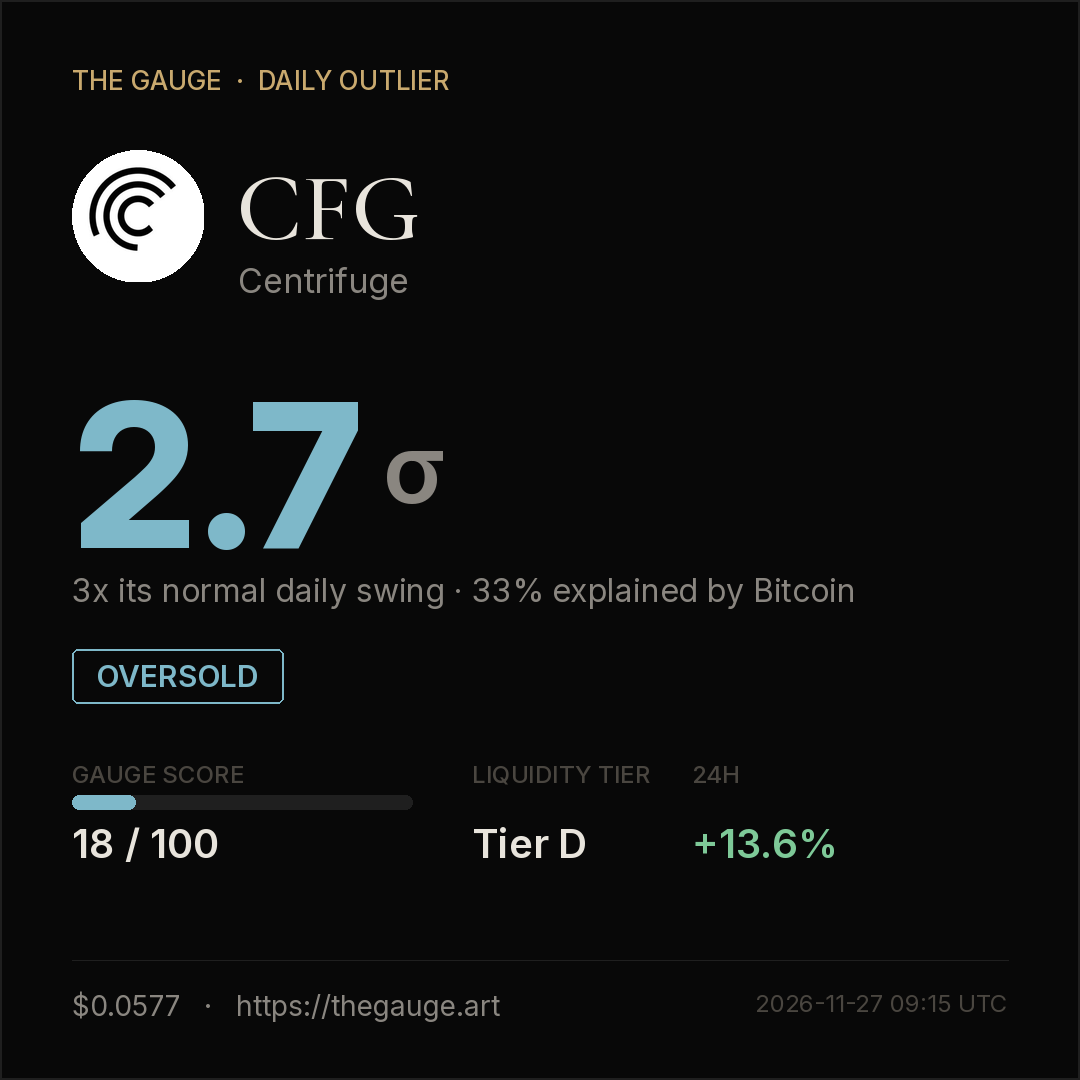 THE GAUGE · DAILY OUTLIER
CFG
Centrifuge
2.7 σ
3x its normal daily swing · 33% explained by Bitcoin
OVERSOLD
GAUGE SCORE
18 / 100
LIQUIDITY TIER
Tier D
24H
+13.6%
$0.0577 · https://thegauge.art
2026-11-27 09:15 UTC